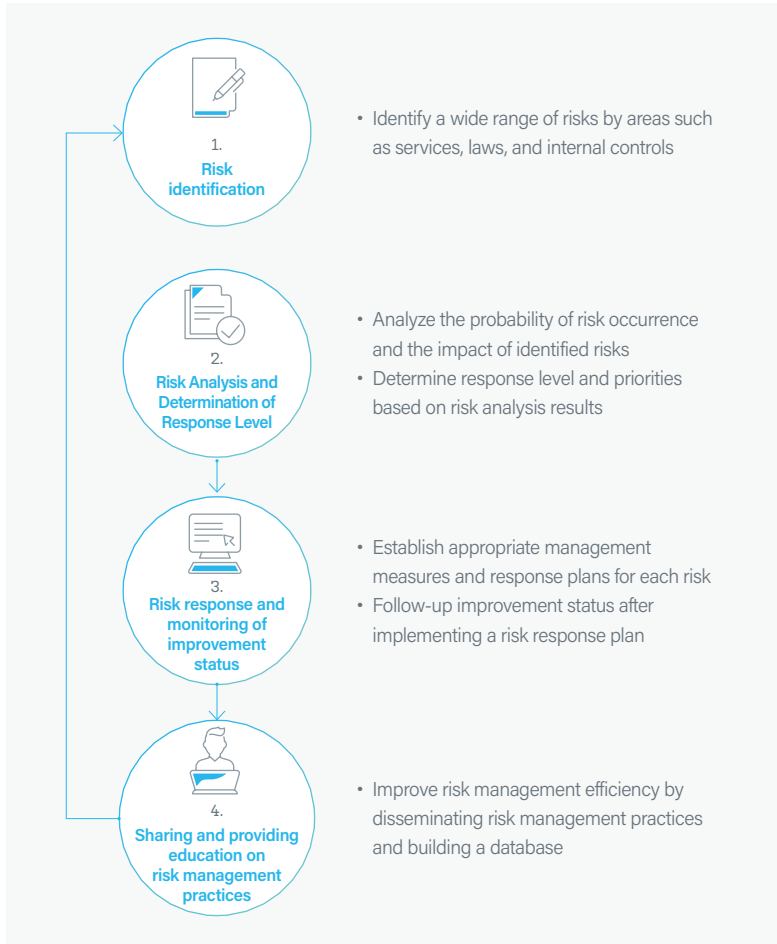 1.
Risk
identification
• Identify a wide range of risks by areas such
as services, laws, and internal controls
2.
Risk Analysis and
Determination of
Response Level
• Analyze the probability of risk occurrence
and the impact of identified risks
• Determine response level and priorities
based on risk analysis results
3.
Risk response and
monitoring of
improvement
status
• Establish appropriate management
measures and response plans for each risk
• Follow-up improvement status after
implementing a risk response plan
4.
Sharing and providing
education on
risk management
practices
• Improve risk management efficiency by
disseminating risk management practices
and building a database